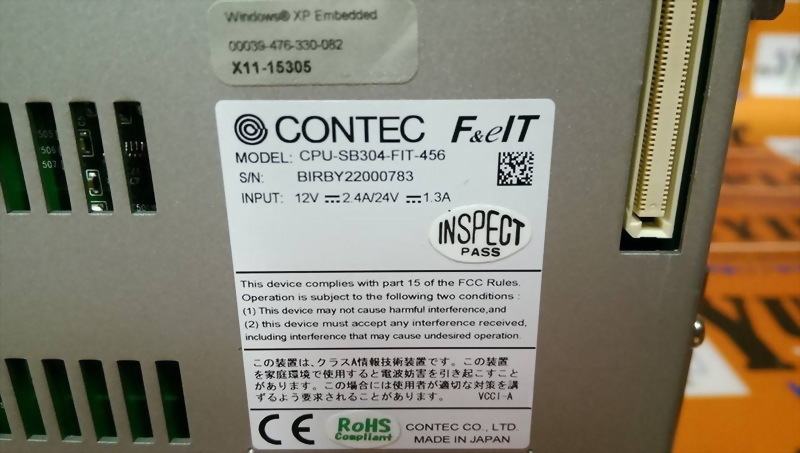 Windows® XP Embedded
00039-476-330-082
X11-15305
CONTEC F&eIT
MODEL: CPU-SB304-FIT-456
S/N: BIRBY22000783
INPUT: 12V ⎓ 2.4A/24V ⎓ 1.3A
INSPECT
PASS
This device complies with part 15 of the FCC Rules.
Operation is subject to the following two conditions :
(1) This device may not cause harmful interference,and
(2) this device must accept any interference received,
including interference that may cause undesired operation.
この装置は、クラスA情報技術装置です。この装置
を家庭環境で使用すると電波妨害を引き起こすこと
があります。この場合には使用者が適切な対策を講
ずるよう要求されることがあります。 VCCI-A
CE RoHS CONTEC CO., LTD.
Compliant MADE IN JAPAN
505
506
507